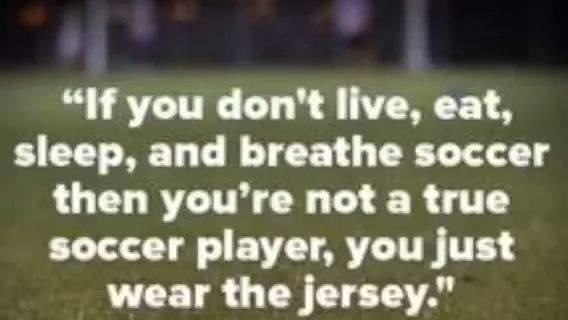 “If you don't live, eat,
sleep, and breathe soccer
then you’re not a true
soccer player, you just
wear the jersey."